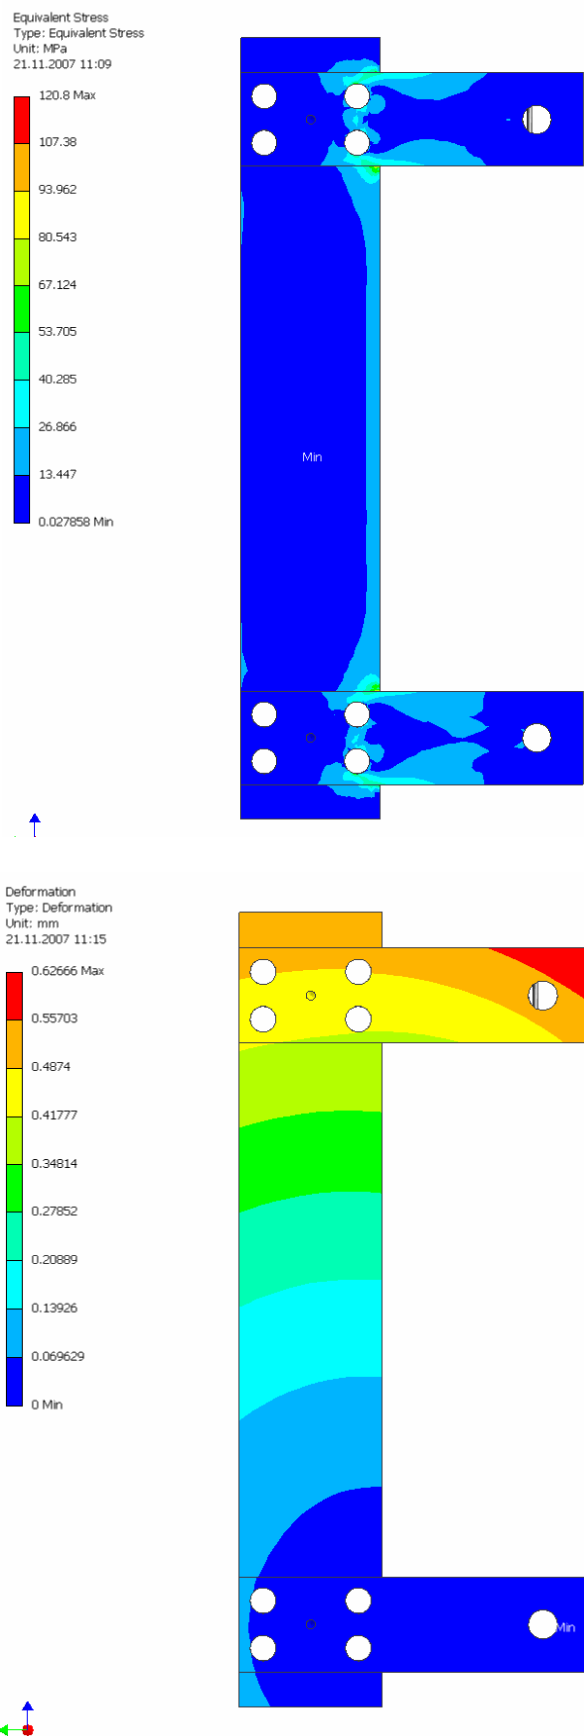 Equivalent Stress
Type: Equivalent Stress
Unit: MPa
21.11.2007 11:09
120.8 Max
107.38
93.962
80.543
67.124
53.705
40.285
26.866
13.447
0.027858 Min
Min
Deformation
Type: Deformation
Unit: mm
21.11.2007 11:15
0.62666 Max
0.55703
0.4874
0.41777
0.34814
0.27852
0.20889
0.13926
0.069629
0 Min
Min